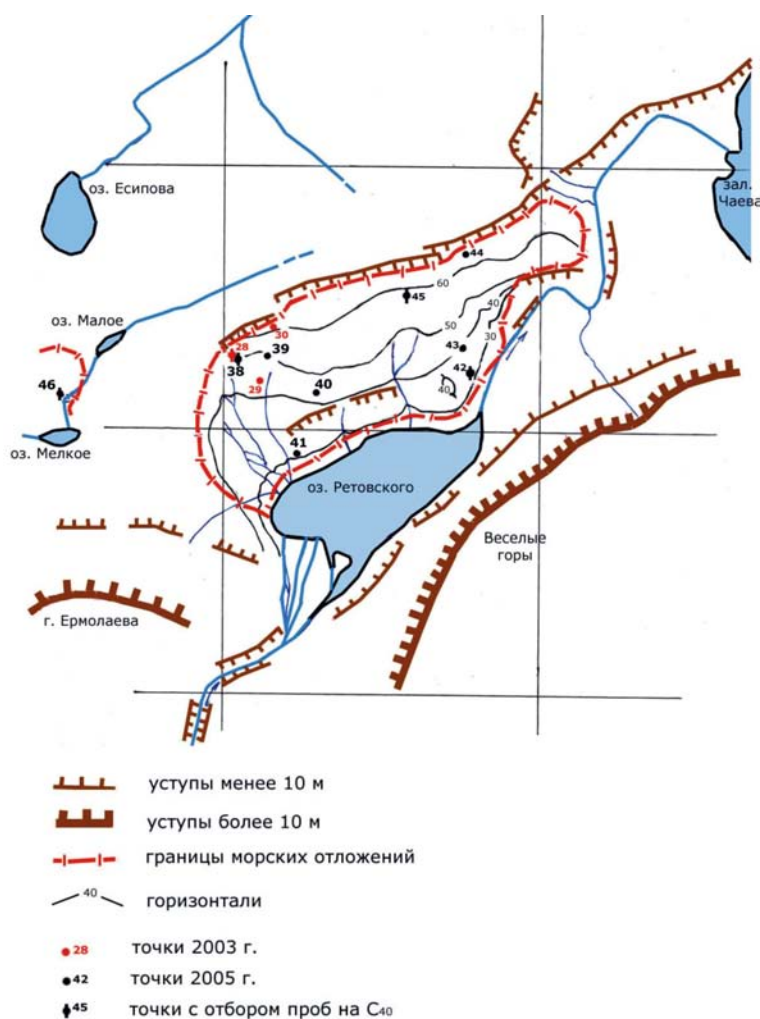 оз. Есипова
зал.
Чаева
44
60
45
оз. Малое
40
30
50
30
28
39
43
38
42
46
29
40
40
оз. Мелкое
41
оз. Ретовского
Веселые
горы
г. Ермолаева
уступы менее 10 м
уступы более 10 м
границы морских отложений
40
горизонтали
28
точки 2003 г.
42
точки 2005 г.
45
точки с отбором проб на С40